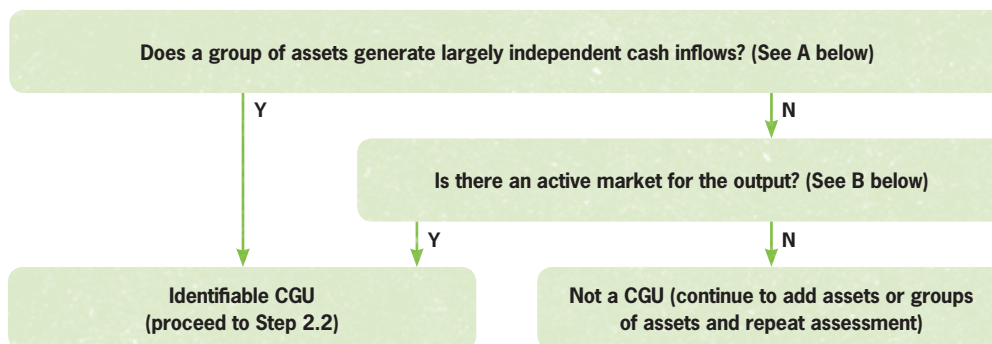 Does a group of assets generate largely independent cash inflows? (See A below)
Y
N
Is there an active market for the output? (See B below)
Y
N
Identifiable CGU
(proceed to Step 2.2)
Not a CGU (continue to add assets or groups
of assets and repeat assessment)